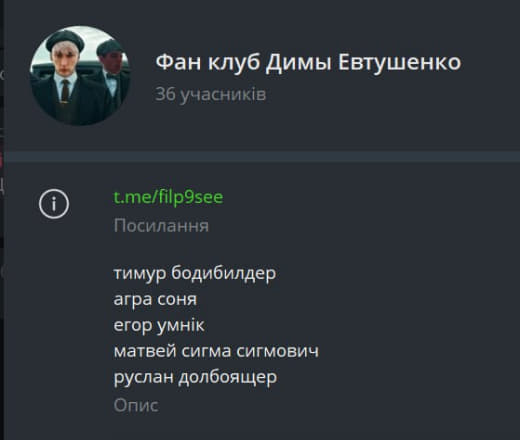 Фан клуб Димы Евтушенко
36 учасників
t.me/filp9see
Посилання
тимур бодибилдер
агра соня
егор умнік
матвей сигма сигмович
руслан долбоящер
Опис